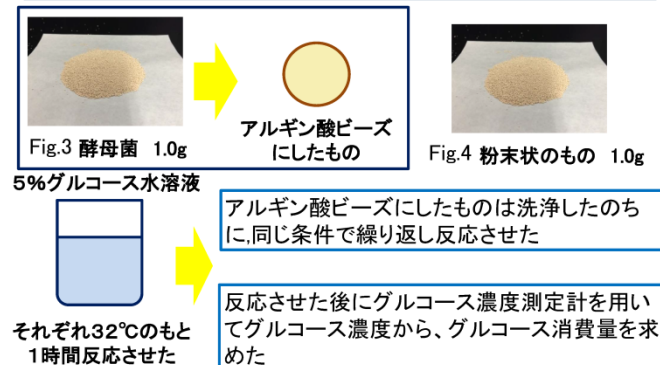 Fig.3 酵母菌 1.0g
アルギン酸ビーズ
にしたもの
Fig.4 粉末状のもの 1.0g
5%グルコース水溶液
それぞれ32℃のもと
1時間反応させた
アルギン酸ビーズにしたものは洗浄したのち
に,同じ条件で繰り返し反応させた
反応させた後にグルコース濃度測定計を用い
てグルコース濃度から、グルコース消費量を求
めた